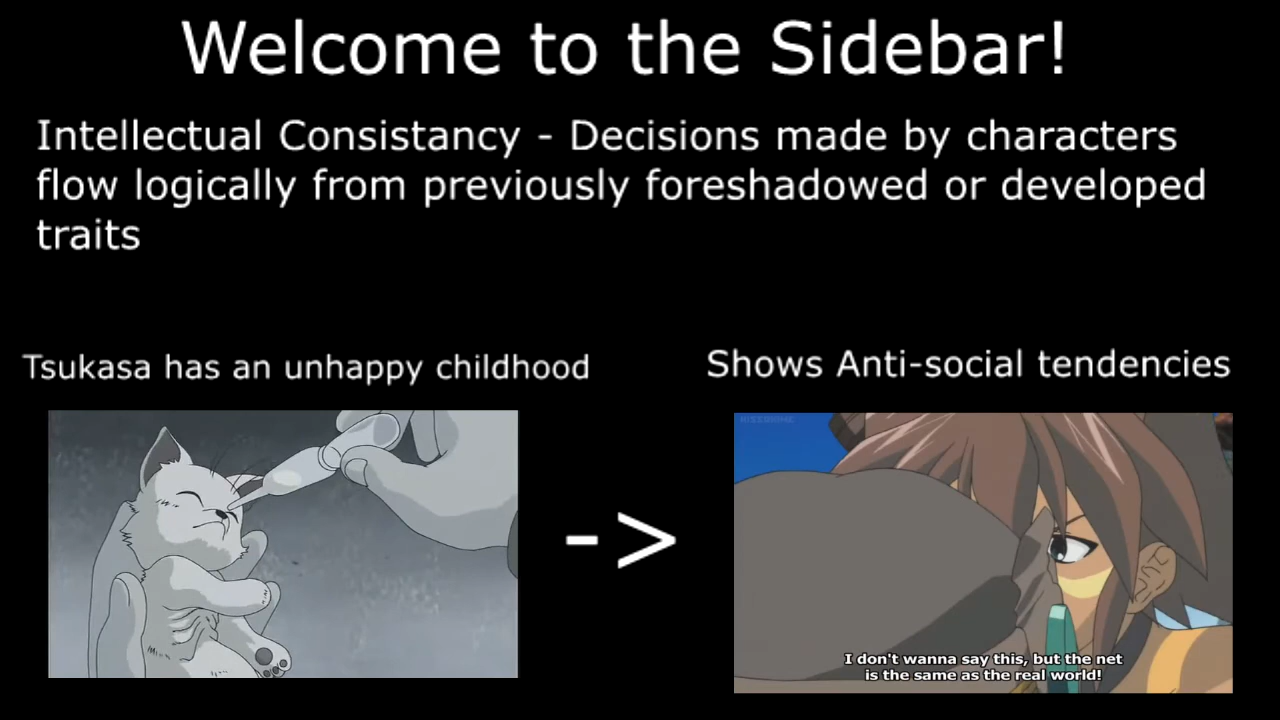 Welcome to the Sidebar!
Intellectual Consistancy - Decisions made by characters
flow logically from previously foreshadowed or developed
traits
Tsukasa has an unhappy childhood
Shows Anti-social tendencies
->
I don't wanna say this, but the net
is the same as the real world!